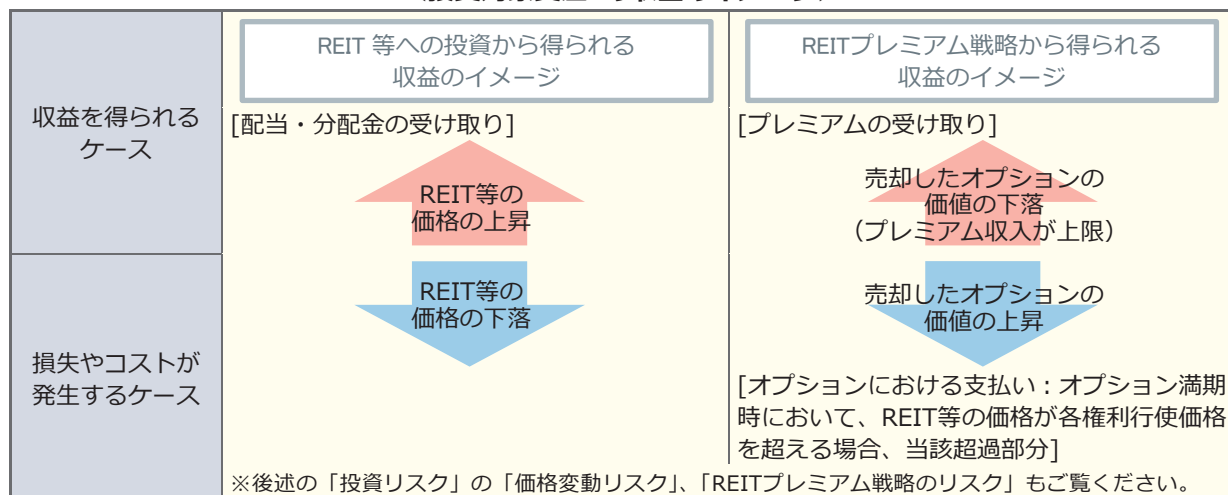 収益を得られる
ケース
REIT 等への投資から得られる
収益のイメージ
[配当・分配金の受け取り]
REIT等の
価格の上昇
REITプレミアム戦略から得られる
収益のイメージ
[プレミアムの受け取り]
売却したオプションの
価値の下落
（プレミアム収入が上限）
損失やコストが
発生するケース
REIT等の
価格の下落
売却したオプションの
価値の上昇
[オプションにおける支払い：オプション満期
時において、REIT等の価格が各権利行使価格
を超える場合、当該超過部分]
※後述の「投資リスク」の「価格変動リスク」、「REITプレミアム戦略のリスク」もご覧ください。